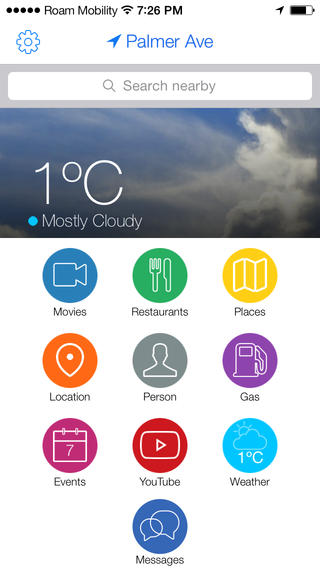 Roam Mobility 7:26 PM
Palmer Ave
Search nearby
1°C
Mostly Cloudy
Movies Restaurants Places
Location Person Gas
7 1°C
Events YouTube Weather
Messages